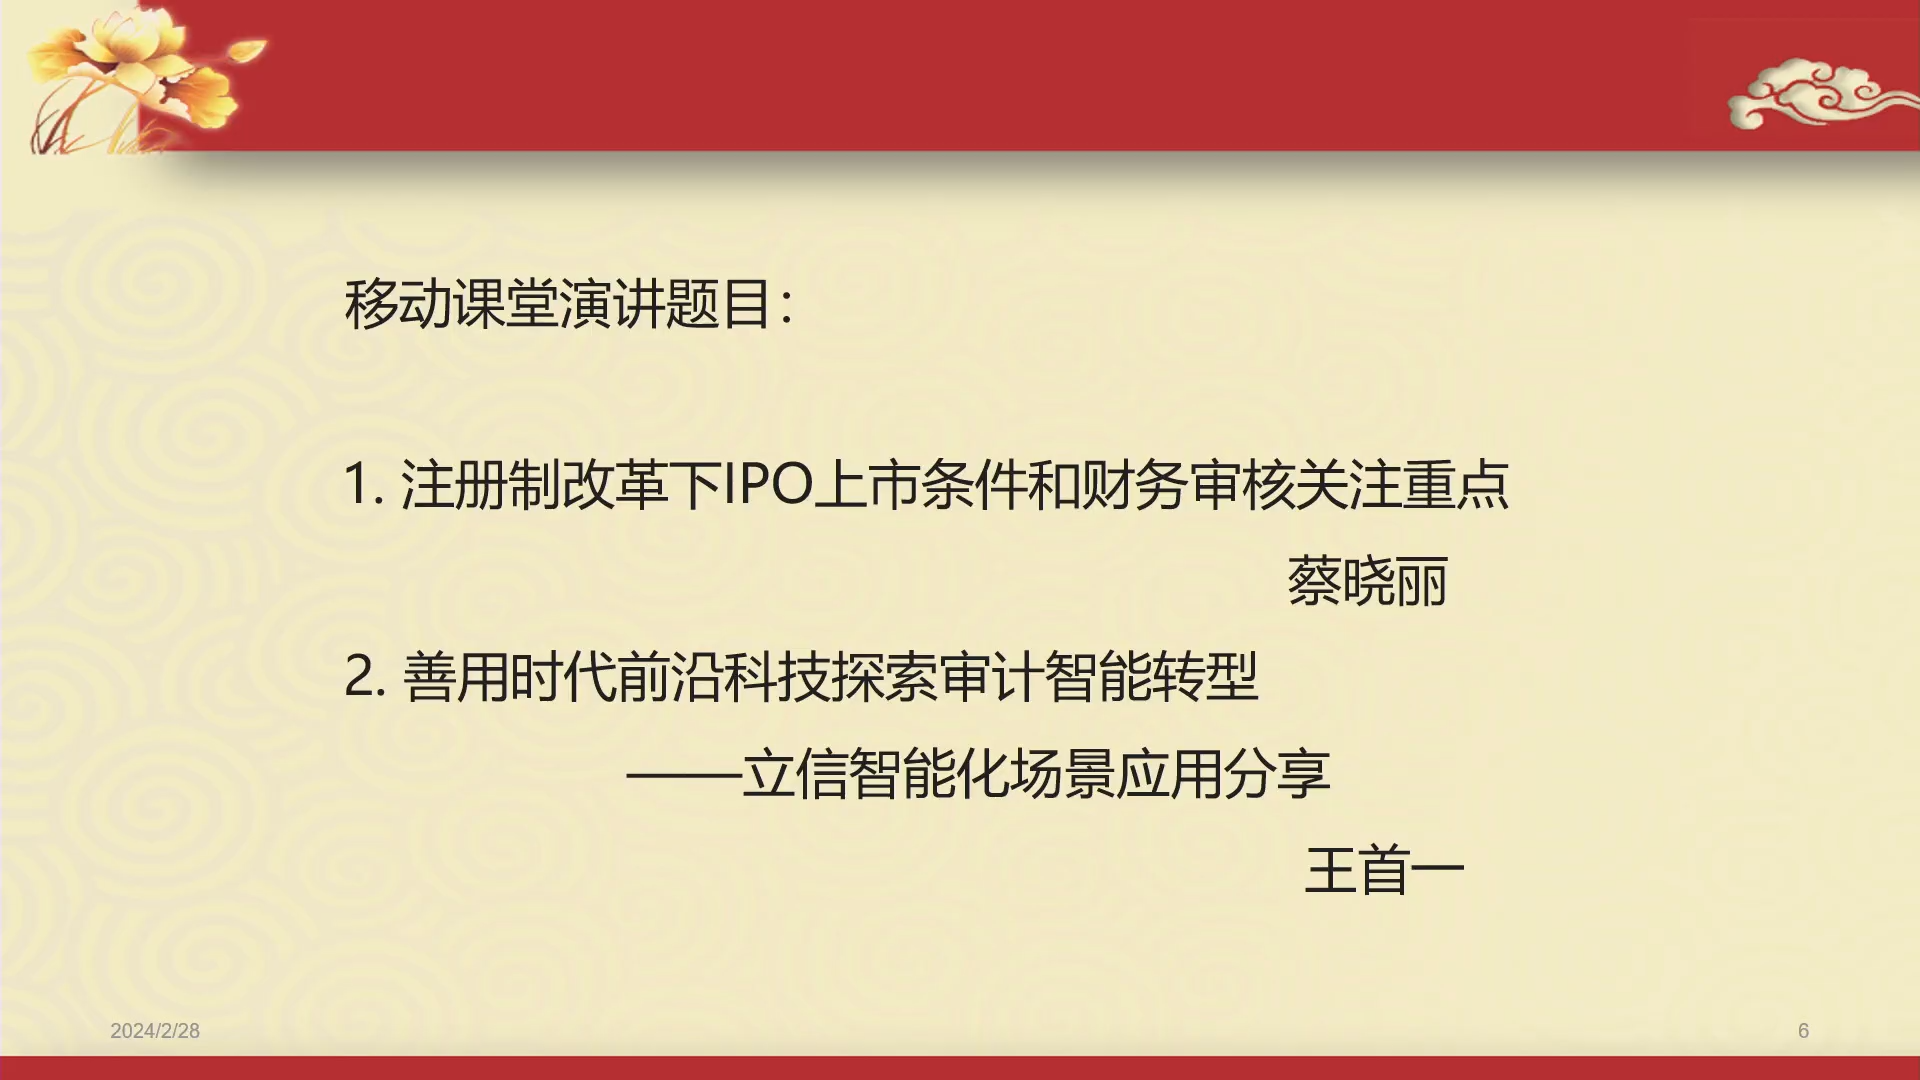 移动课堂演讲题目：
1. 注册制改革下IPO上市条件和财务审核关注重点
蔡晓丽
2. 善用时代前沿科技探索审计智能转型
——立信智能化场景应用分享
王首一
2024/2/28
6